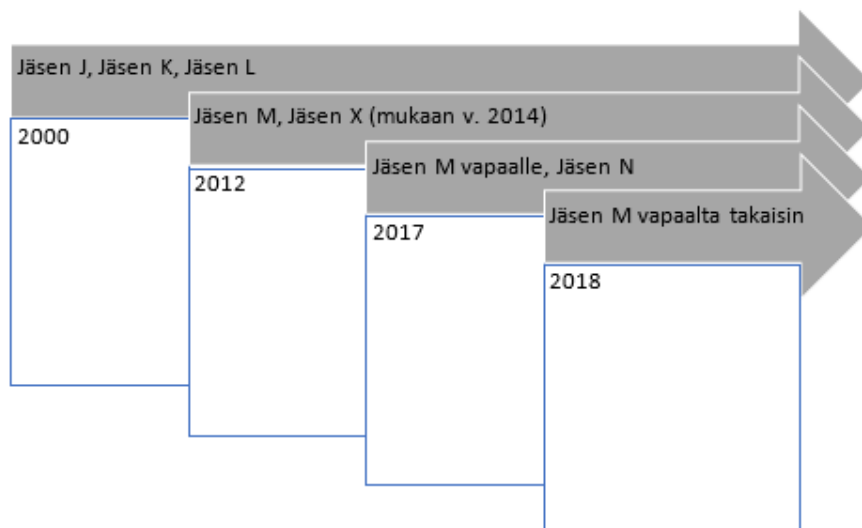 Jäsen J, Jäsen K, Jäsen L
2000
Jäsen M, Jäsen X (mukaan v. 2014)
2012
Jäsen M vapaalle, Jäsen N
2017
Jäsen M vapaalta takaisin
2018